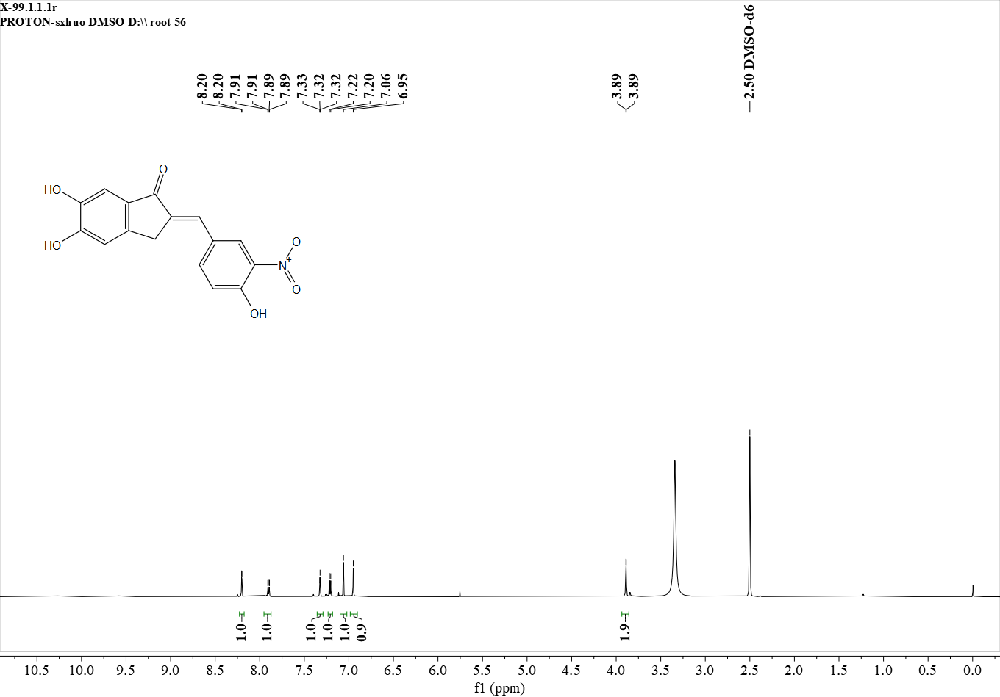 X-99.1.1.1r
PROTON-sxhuo DMSO D:\\ root 56
8.20
8.20
7.91
7.91
7.89
7.89
7.33
7.32
7.32
7.22
7.20
7.06
6.95
3.89
3.89
2.50 DMSO-d6
O
HO
HO
O-
N+
O
OH
1.0
1.0
1.0
1.0
1.0
0.9
1.9
10.5 10.0 9.5 9.0 8.5 8.0 7.5 7.0 6.5 6.0 5.5 5.0 4.5 4.0 3.5 3.0 2.5 2.0 1.5 1.0 0.5 0.0
f1 (ppm)